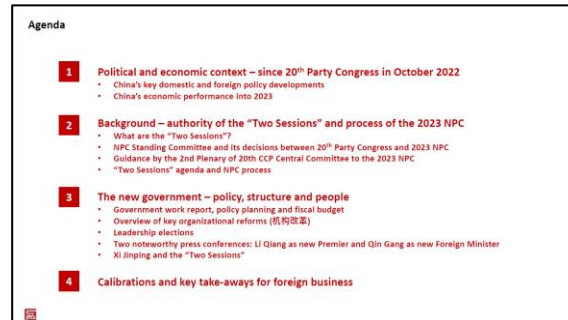 Agenda
1 Political and economic context – since 20th Party Congress in October 2022
• China's key domestic and foreign policy developments
• China's economic performance into 2023
2 Background – authority of the "Two Sessions" and process of the 2023 NPC
• What are the "Two Sessions"?
• NPC Standing Committee and its decisions between 20th Party Congress and 2023 NPC
• Guidance by the 2nd Plenary of 20th CCP Central Committee to the 2023 NPC
• "Two Sessions" agenda and NPC process
3 The new government – policy, structure and people
• Government work report, policy planning and fiscal budget
• Overview of key organizational reforms (机构改革)
• Leadership elections
• Two noteworthy press conferences: Li Qiang as new Premier and Qin Gang as new Foreign Minister
• Xi Jinping and the "Two Sessions"
4 Calibrations and key take-aways for foreign business